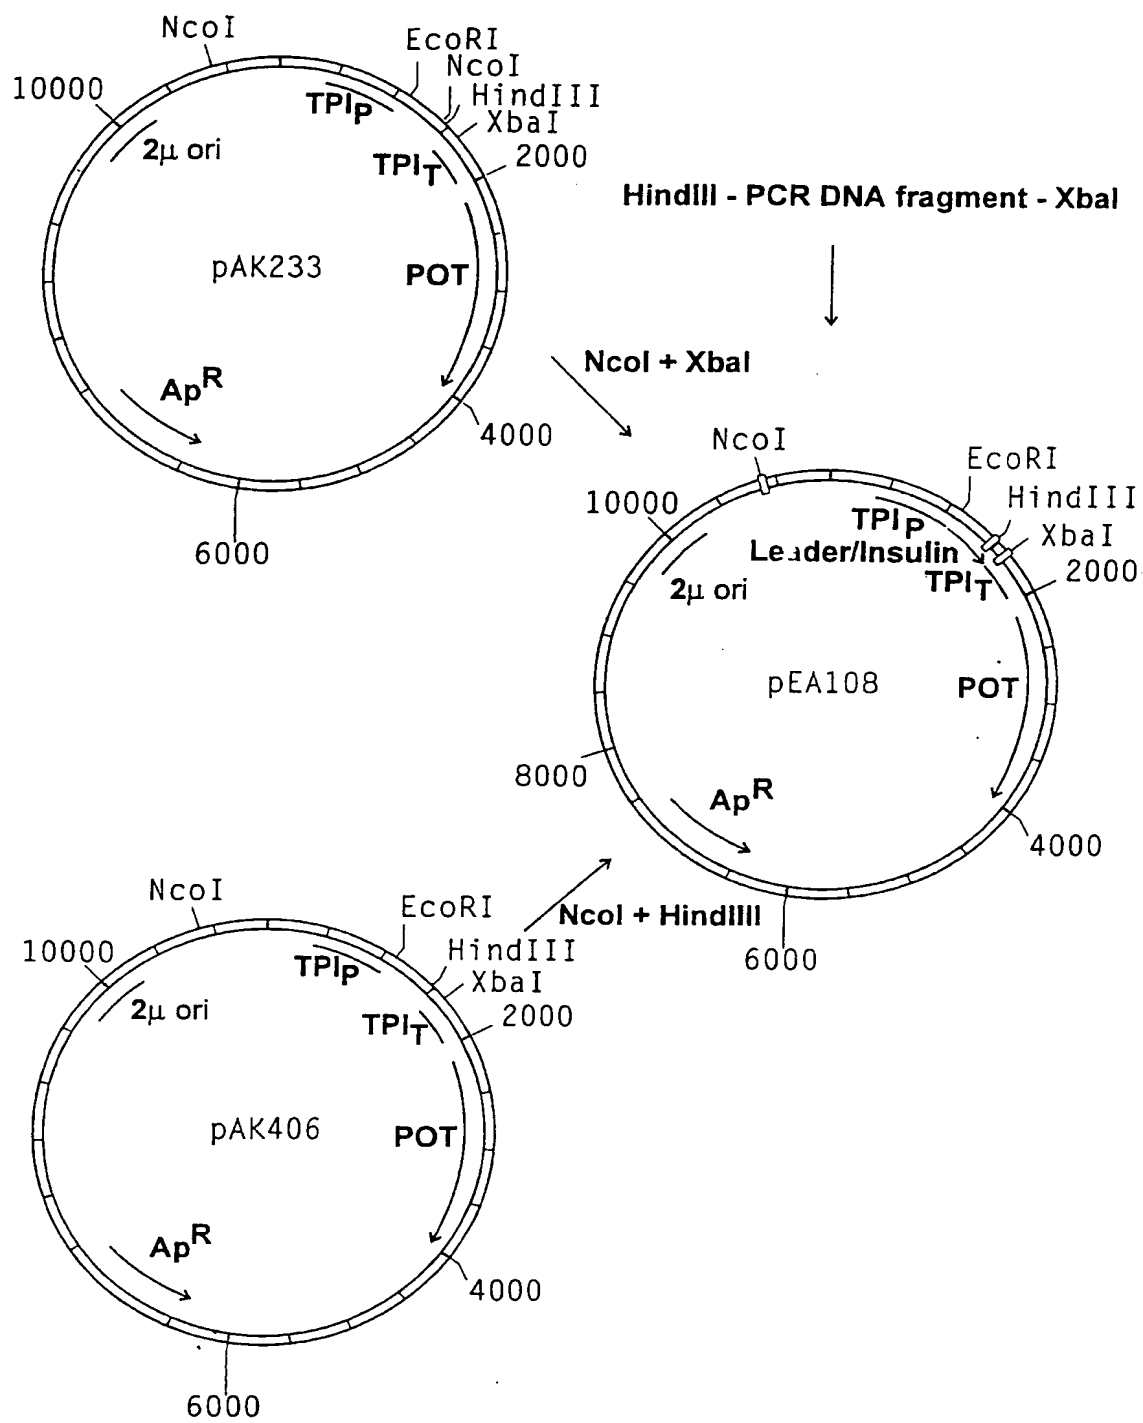 NcoI
EcoRI
NcoI
HindIII
XbaI
10000
TPIP
2μ ori
TPIT
2000
pAK233
POT
ApR
4000
6000
HindIII - PCR DNA fragment - XbaI
NcoI + XbaI
NcoI
EcoRI
HindIII
XbaI
10000
TPIP
Leader/Insulin
TPIT
2000
2μ ori
pEA108
POT
8000
ApR
4000
6000
NcoI + HindIIII
NcoI
EcoRI
HindIII
XbaI
10000
TPIP
2μ ori
TPIT
2000
pAK406
POT
ApR
4000
6000